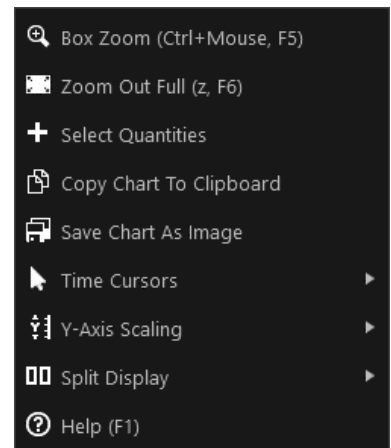 Box Zoom (Ctrl+Mouse, F5)
Zoom Out Full (z, F6)
Select Quantities
Copy Chart To Clipboard
Save Chart As Image
Time Cursors
Y-Axis Scaling
Split Display
Help (F1)